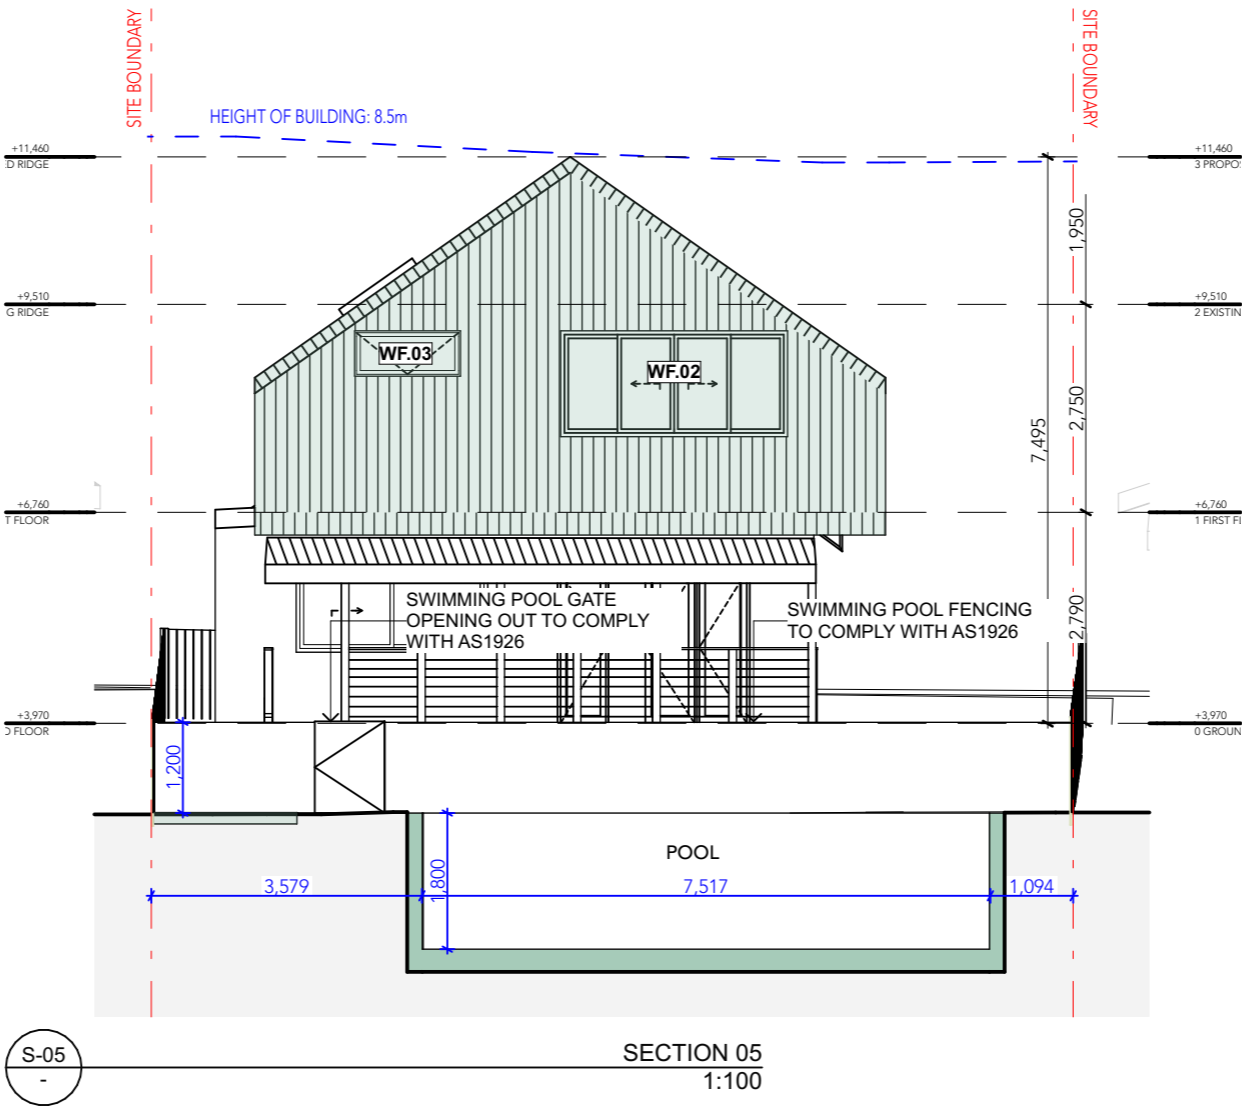 SITE BOUNDARY
SITE BOUNDARY
HEIGHT OF BUILDING: 8.5m
+11,460
D RIDGE
+11,460
3 PROPO
1,950
+9,510
G RIDGE
+9,510
2 EXISTIN
WF.03
WF.02
2,750
7,495
+6,760
T FLOOR
+6,760
1 FIRST FL
SWIMMING POOL GATE
OPENING OUT TO COMPLY
WITH AS1926
SWIMMING POOL FENCING
TO COMPLY WITH AS1926
2,790
+3,970
FLOOR
+3,970
0 GROUN
1,200
POOL
1,800
3,579
7,517
1,094
S-05
-
SECTION 05
1:100